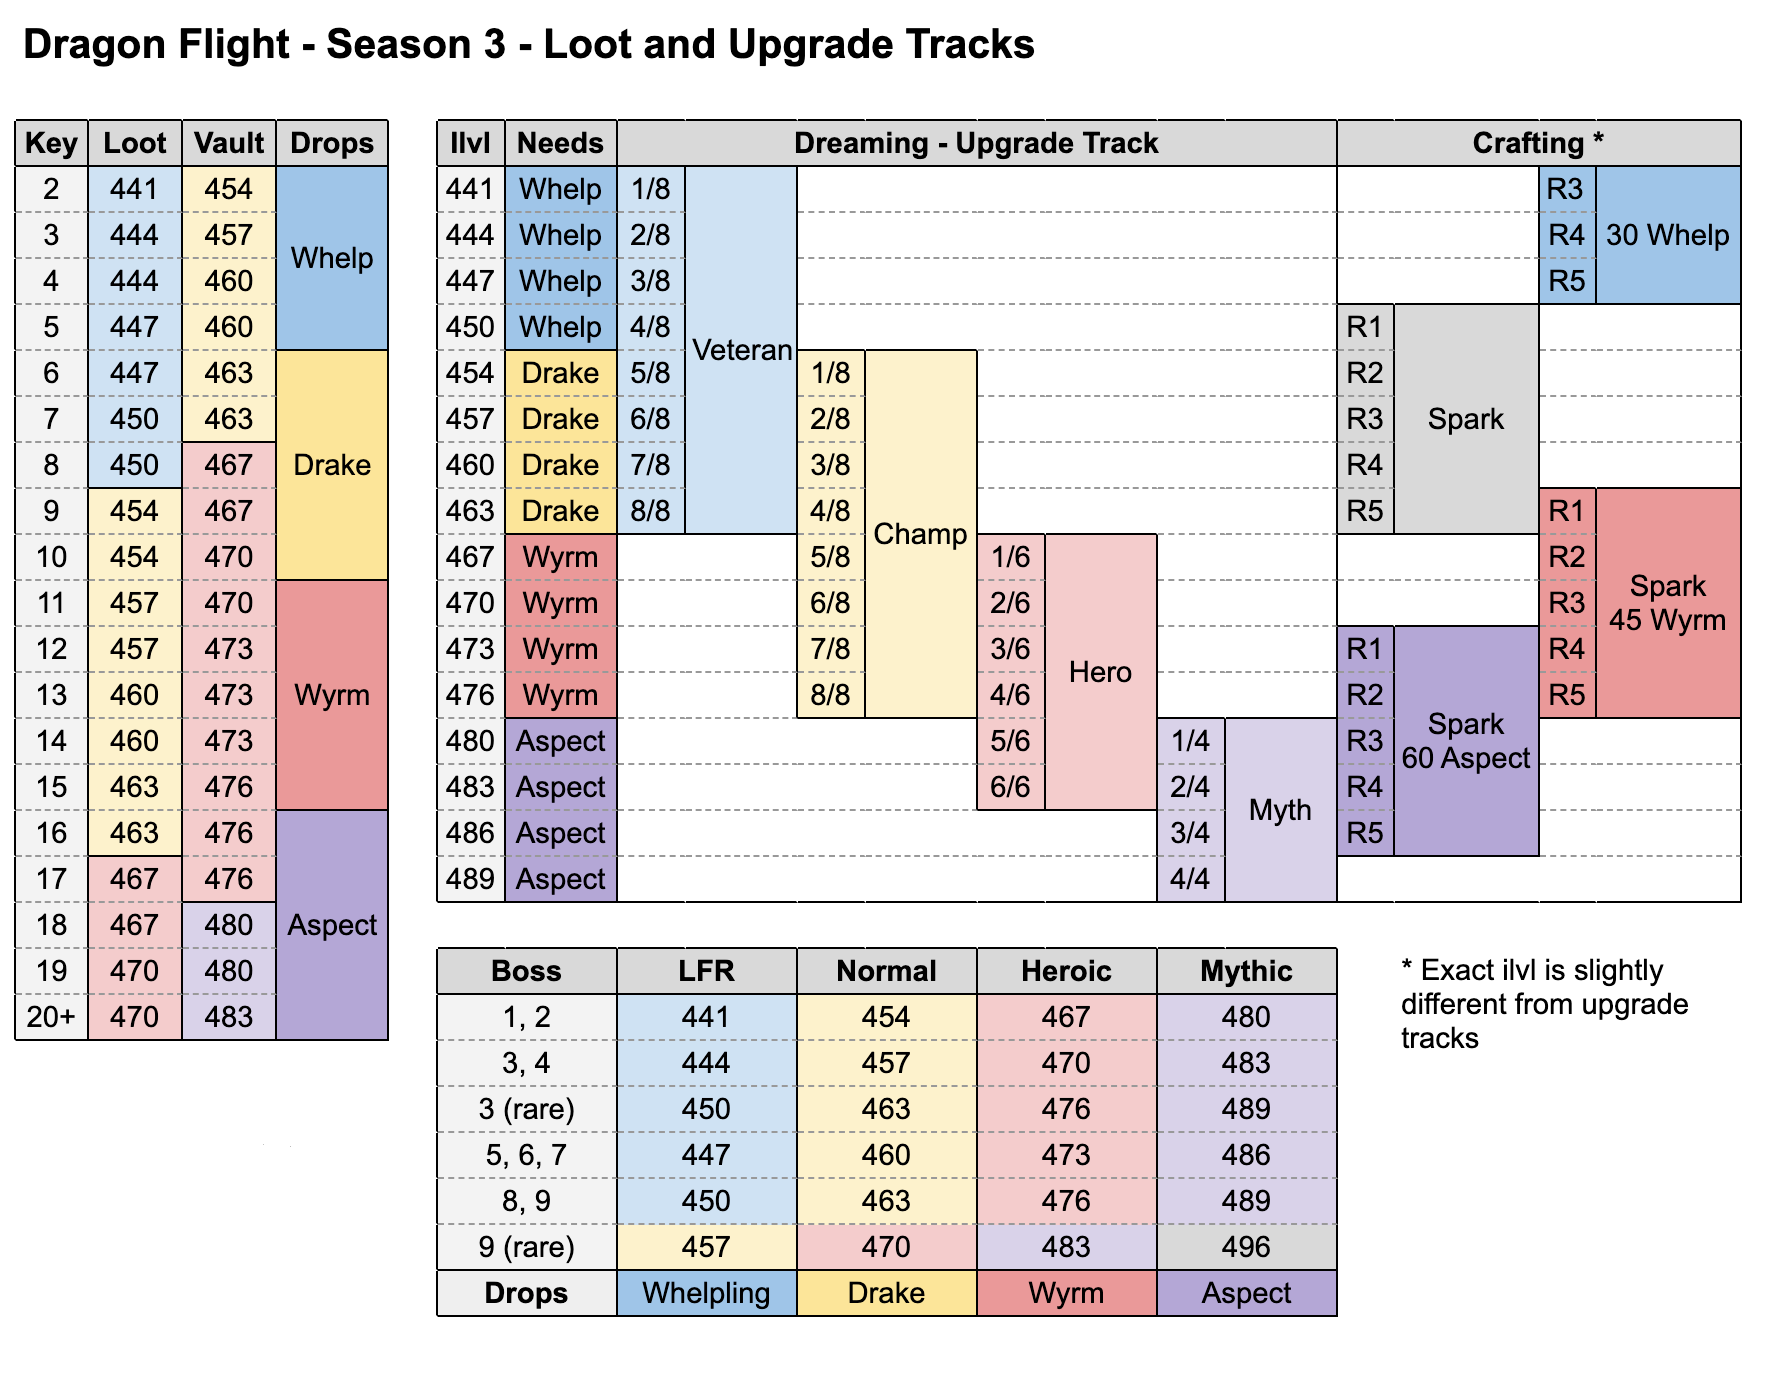 Dragon Flight - Season 3 - Loot and Upgrade Tracks
Key Loot Vault Drops
2 441 454
3 444 457
Whelp
4 444 460
5 447 460
6 447 463
7 450 463
8 450 467 Drake
9 454 467
10 454 470
11 457 470
12 457 473
13 460 473 Wyrm
14 460 473
15 463 476
16 463 476
17 467 476
18 467 480 Aspect
19 470 480
20+ 470 483
Ilvl Needs Dreaming - Upgrade Track Crafting *
441 Whelp 1/8 R3
444 Whelp 2/8 R4 30 Whelp
447 Whelp 3/8 R5
450 Whelp 4/8 R1
Veteran
454 Drake 5/8 1/8 R2
457 Drake 6/8 2/8 R3 Spark
460 Drake 7/8 3/8 R4
463 Drake 8/8 4/8 R5 R1
Champ
467 Wyrm 5/8 1/6 R2
Spark
470 Wyrm 6/8 2/6 R3
45 Wyrm
473 Wyrm 7/8 3/6 R1 R4
Hero
476 Wyrm 8/8 4/6 R2 R5
Spark
480 Aspect 5/6 1/4 R3
60 Aspect
483 Aspect 6/6 2/4 R4
Myth
486 Aspect 3/4 R5
489 Aspect 4/4
Boss LFR Normal Heroic Mythic
1, 2 441 454 467 480
3, 4 444 457 470 483
3 (rare) 450 463 476 489
5, 6, 7 447 460 473 486
8, 9 450 463 476 489
9 (rare) 457 470 483 496
Drops Whelpling Drake Wyrm Aspect
* Exact ilvl is slightly
different from upgrade
tracks